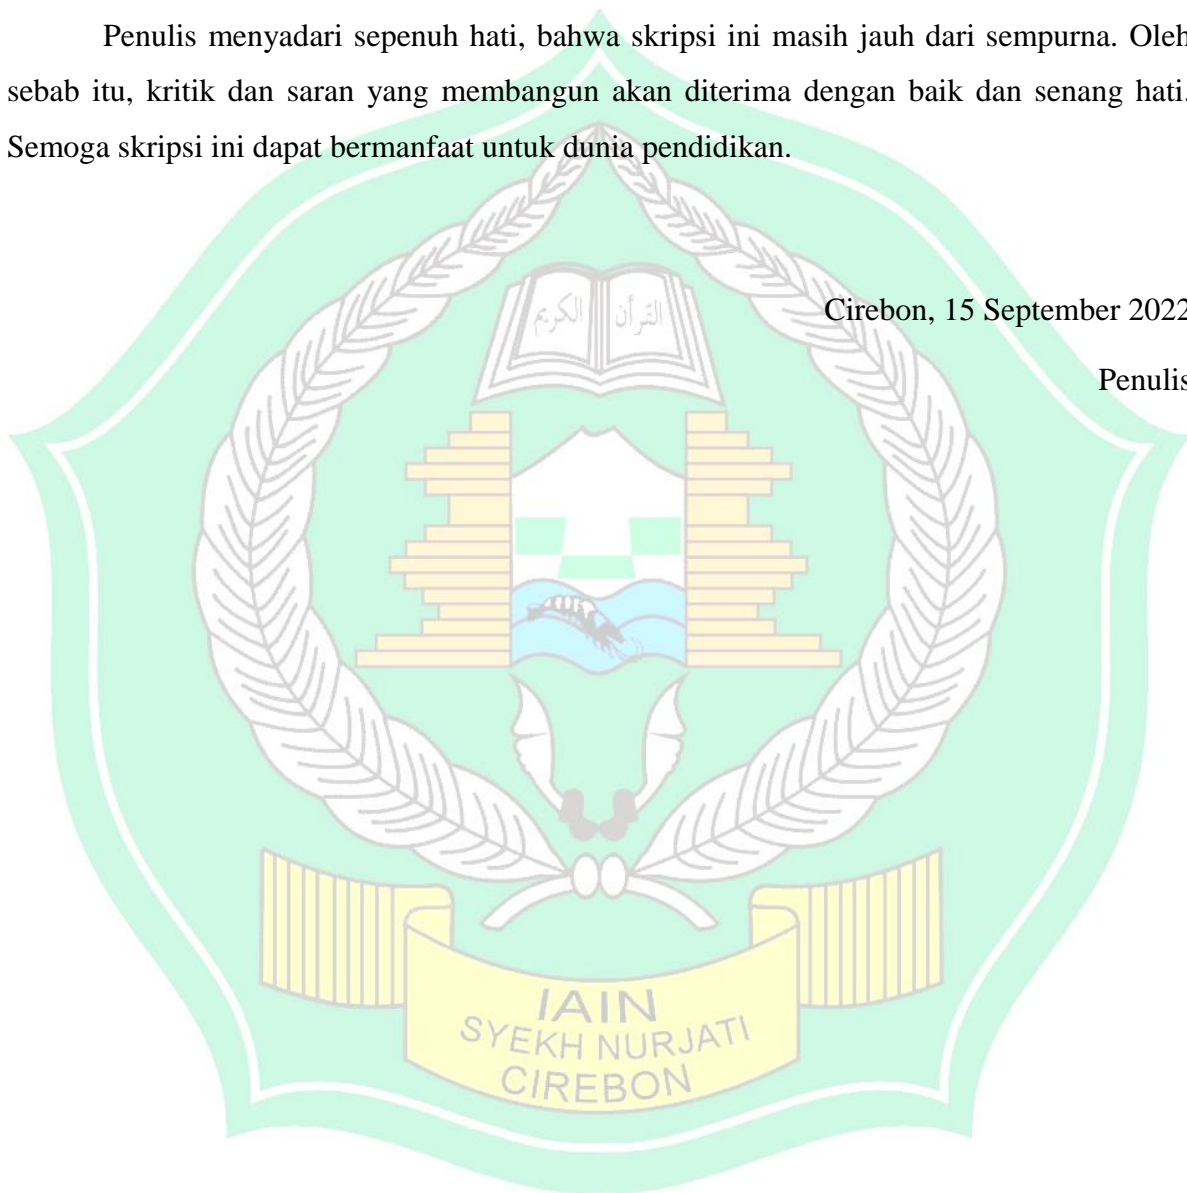 Penulis menyadari sepenuh hati, bahwa skripsi ini masih jauh dari sempurna. Oleh
sebab itu, kritik dan saran yang membangun akan diterima dengan baik dan senang hati.
Semoga skripsi ini dapat bermanfaat untuk dunia pendidikan.
القرآن الكريم
Cirebon, 15 September 2022
Penulis
IAIN
SYEKH NURJATI
CIREBON